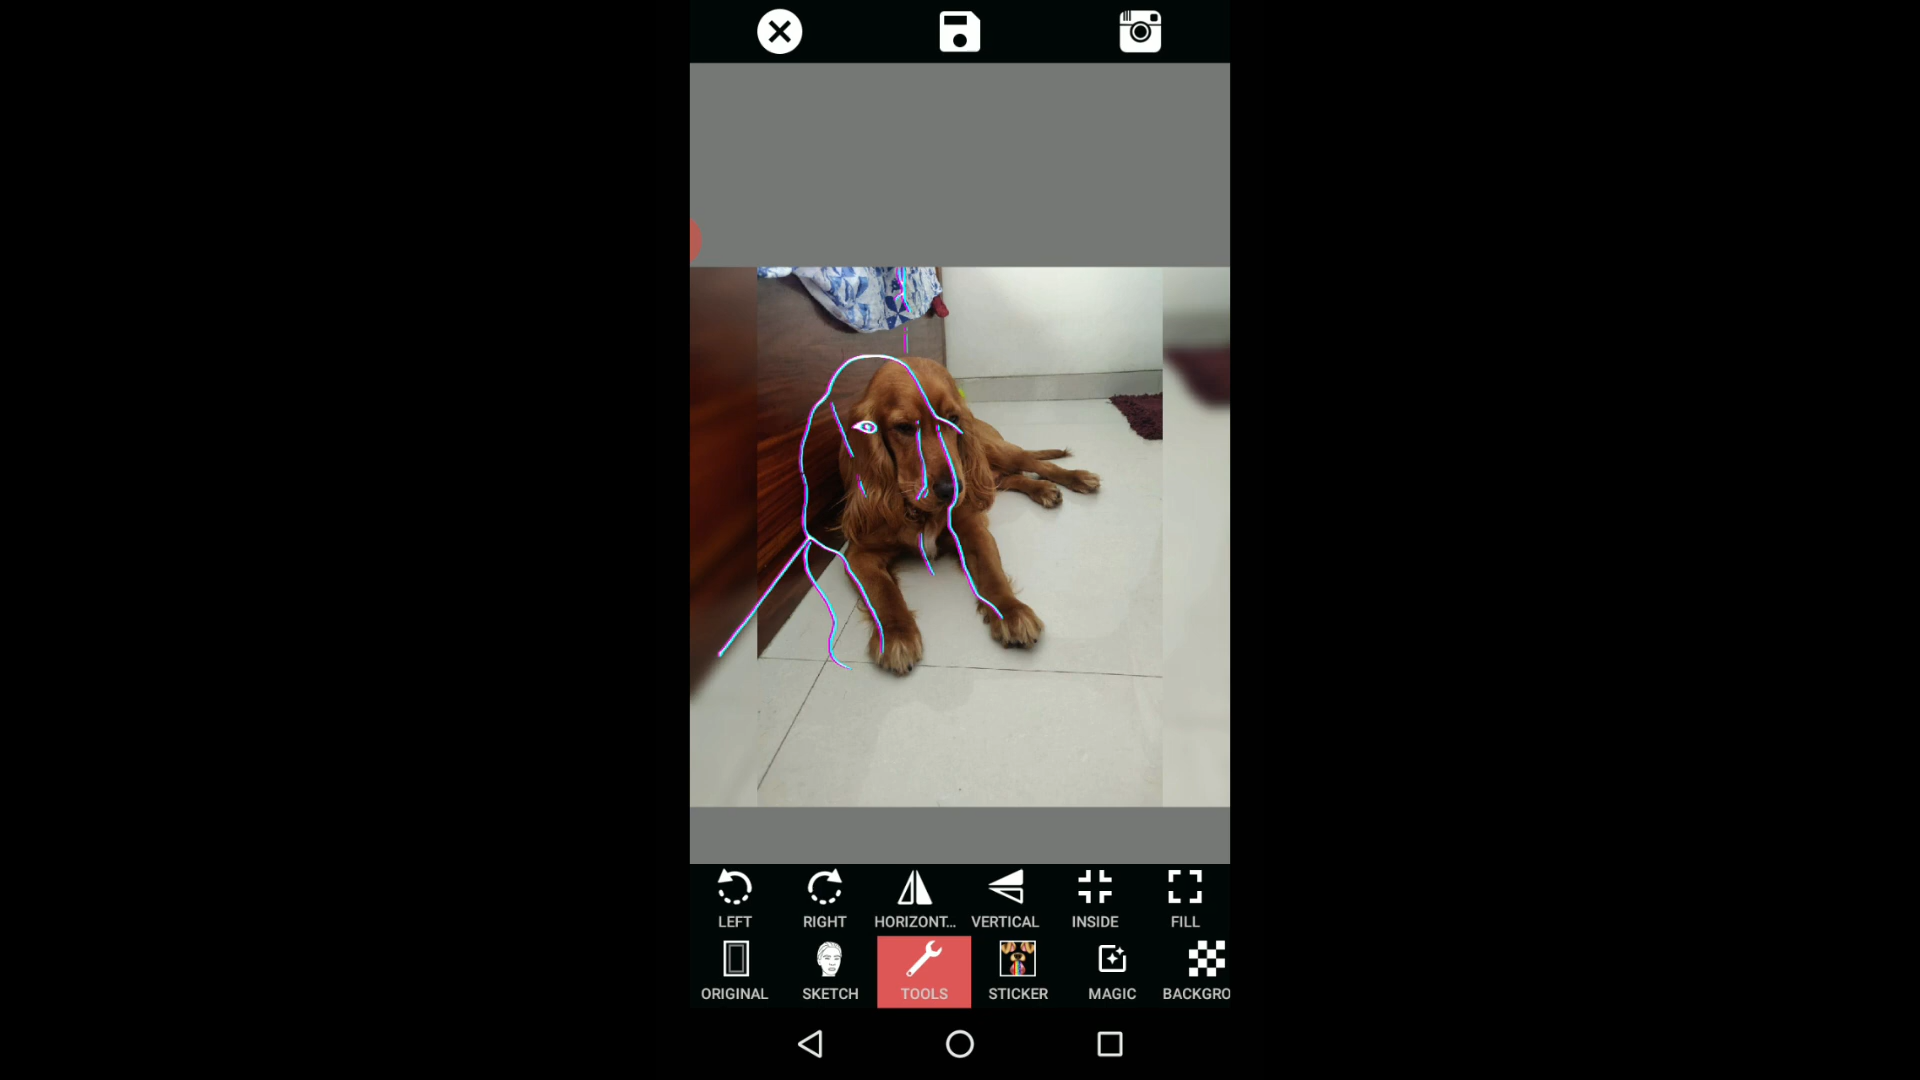 LEFT RIGHT HORIZONT... VERTICAL INSIDE FILL
ORIGINAL SKETCH TOOLS STICKER MAGIC BACKGRO